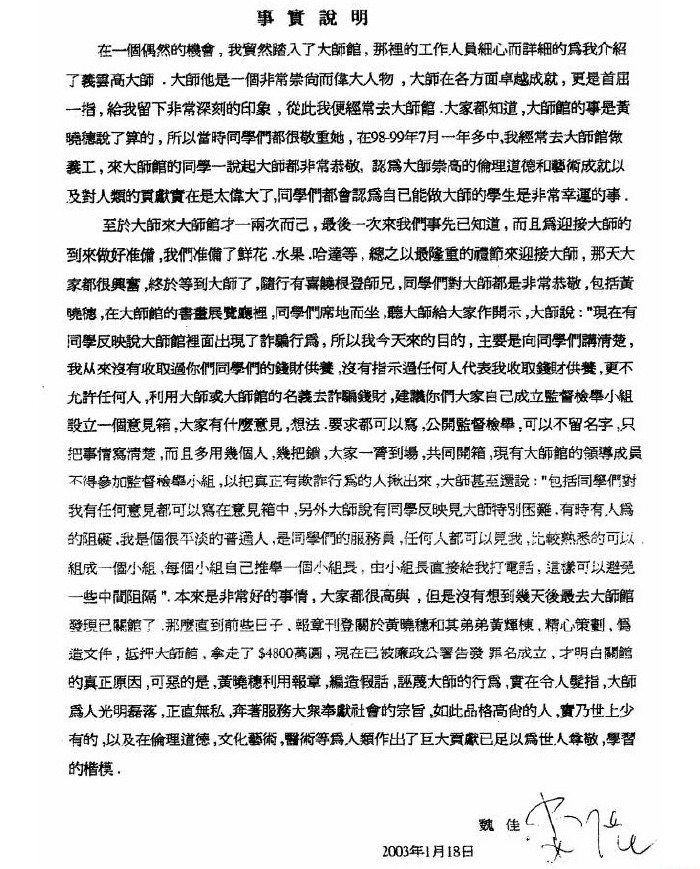 事實說明
在一個偶然的機會，我貿然踏入了大師館，那裡的工作人員細心而詳細的為我介紹
了義雲高大師．大師他是一個非常崇尚而偉大人物，大師在各方面卓越成就，更是首屈
一指，給我留下非常深刻的印象，從此我便經常去大師館．大家都知道，大師館的事是黃
曉穗說了算的，所以當時同學們都很敬重她，在98-99年7月一年多中，我經常去大師館做
義工，來大師館的同學一說起大師都非常恭敬，認為大師崇高的倫理道德和藝術成就以
及對人類的貢獻實在是太偉大了，同學們都會認為自已能做大師的學生是非常幸運的事．
至於大師來大師館才一兩次而己，最後一次來我們事先已知道，而且為迎接大師的
到來做好準備，我們准備了鮮花．水果．哈達等，總之以最隆重的禮節來迎接大師，那天大
家都很興奮，終於等到大師了，隨行有喜饒根登師兄，同學們對大師都是非常恭敬，包括黃
曉穗，在大師館的書畫展覽廳裡，同學們席地而坐，聽大師給大家作開示，大師說："現在有
同學反映說大師館裡面出現了詐騙行為，所以我今天來的目的，主要是向同學們講清楚，
我从來沒有收取過你們同學們的錢財供養，沒有指示過任何人代表我收取錢財供養，更不
允許任何人，利用大師或大師館的名義去詐騙錢財，建議你們大家自己成立監督檢舉小組
設立一個意見箱，大家有什麼意見，想法．要求都可以寫，公開監督檢舉，可以不留名字，只
把事情寫清楚，而且多用幾個人，幾把鎖，大家一齊到場，共同開箱，現有大師館的領導成員
不得參加監督檢舉小組，以把真正有欺詐行為的人揪出來，大師甚至還說："包括同學們對
我有任何意見都可以寫在意見箱中，另外大師說有同學反映見大師特別困難．有時有人為
的阻礙，我是個很平淡的普通人，是同學們的服務員，任何人都可以見我，比較熟悉的可以
組成一個小組，每個小組自己推舉一個小組長，由小組長直接給我打電話，這樣可以避免
一些中間阻隔"．本來是非常好的事情，大家都很高興，但是沒有想到幾天後最去大師館
發現已關館了．那麼直到前些日子、報章刊登關於黃曉穗和其弟弟黃輝棟，精心策劃，偽
造文件，抵押大師館，拿走了$4800萬圓，現在已被廉政公署告發 罪名成立，才明白關館
的真正原因，可惡的是，黃曉穗利用報章，編造假話，誣蔑大師的行為，實在令人髮指，大師
為人光明磊落，正直無私，奔著服務大眾奉獻社會的宗旨，如此品格高尚的人，實乃世上少
有的，以及在倫理道德，文化藝術，醫術等為人類作出了巨大貢獻已足以為世人尊敬，學習
的楷模．
魏佳
2003年1月18日